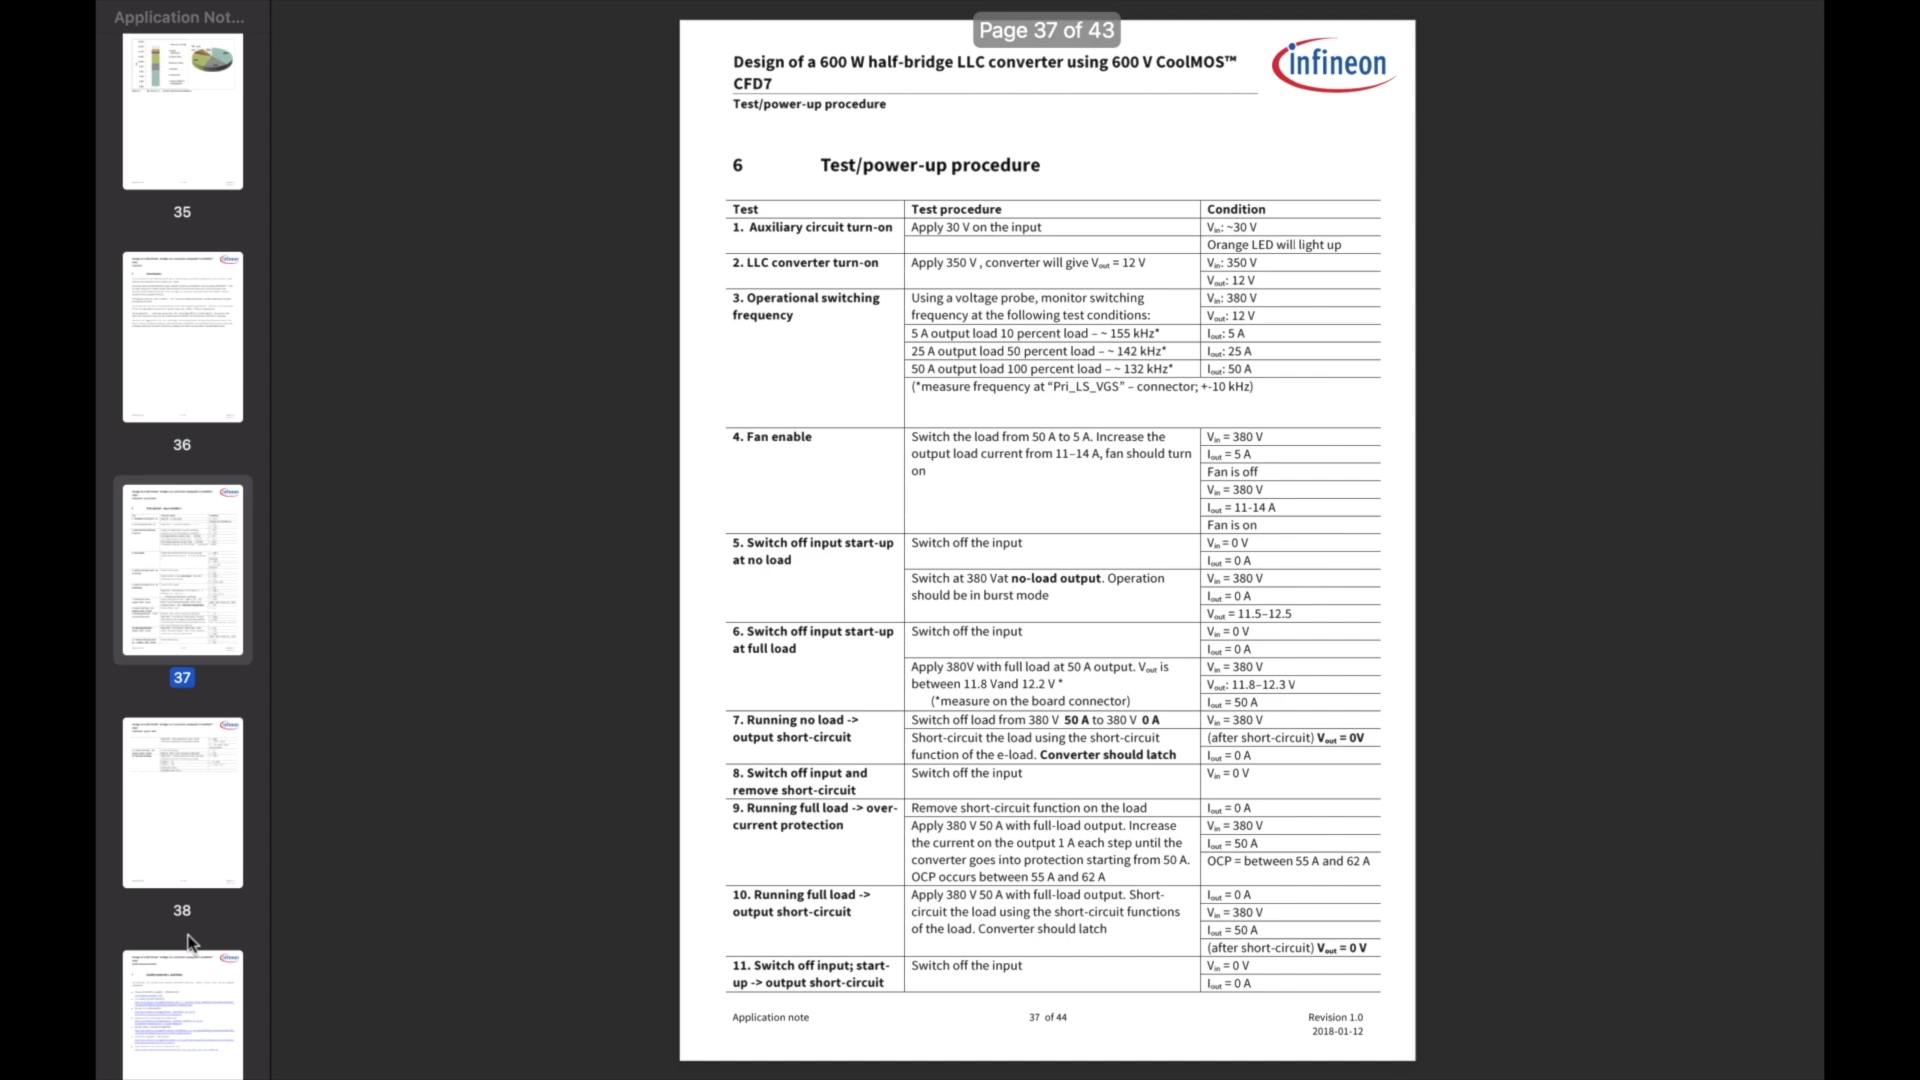 Application Not...
35
36
37
38
Page 37 of 43
Design of a 600 W half-bridge LLC converter using 600 V CoolMOS™
CFD7
Test/power-up procedure
infineon
6 Test/power-up procedure
Test Test procedure Condition
1. Auxiliary circuit turn-on Apply 30 V on the input Vin: ~30 V
Orange LED will light up
2. LLC converter turn-on Apply 350 V , converter will give Vout = 12 V Vin: 350 V
Vout: 12 V
3. Operational switching Using a voltage probe, monitor switching Vin: 380 V
frequency frequency at the following test conditions: Vout: 12 V
5 A output load 10 percent load – ~ 155 kHz* Iout: 5 A
25 A output load 50 percent load – ~ 142 kHz* Iout: 25 A
50 A output load 100 percent load – ~ 132 kHz* Iout: 50 A
(*measure frequency at “Pri_LS_VGS” – connector; +-10 kHz)
4. Fan enable Switch the load from 50 A to 5 A. Increase the Vin = 380 V
output load current from 11–14 A, fan should turn Iout = 5 A
on Fan is off
Vin = 380 V
Iout = 11-14 A
Fan is on
5. Switch off input start-up Switch off the input Vin = 0 V
at no load Iout = 0 A
Switch at 380 Vat no-load output. Operation Vin = 380 V
should be in burst mode Iout = 0 A
Vout = 11.5–12.5
6. Switch off input start-up Switch off the input Vin = 0 V
at full load Iout = 0 A
Apply 380V with full load at 50 A output. Vout is Vin = 380 V
between 11.8 Vand 12.2 V * Vout: 11.8–12.3 V
(*measure on the board connector) Iout = 50 A
7. Running no load -> Switch off load from 380 V 50 A to 380 V 0 A Vin = 380 V
output short-circuit Short-circuit the load using the short-circuit (after short-circuit) Vout = 0V
function of the e-load. Converter should latch Iout = 0 A
8. Switch off input and Switch off the input Vin = 0 V
remove short-circuit
9. Running full load -> over- Remove short-circuit function on the load Iout = 0 A
current protection Apply 380 V 50 A with full-load output. Increase Vin = 380 V
the current on the output 1 A each step until the Iout = 50 A
converter goes into protection starting from 50 A. OCP = between 55 A and 62 A
OCP occurs between 55 A and 62 A
10. Running full load -> Apply 380 V 50 A with full-load output. Short- Iout = 0 A
output short-circuit circuit the load using the short-circuit functions Vin = 380 V
of the load. Converter should latch Iout = 50 A
(after short-circuit) Vout = 0 V
11. Switch off input; start- Switch off the input Vin = 0 V
up -> output short-circuit Iout = 0 A
Application note 37 of 44 Revision 1.0
2018-01-12